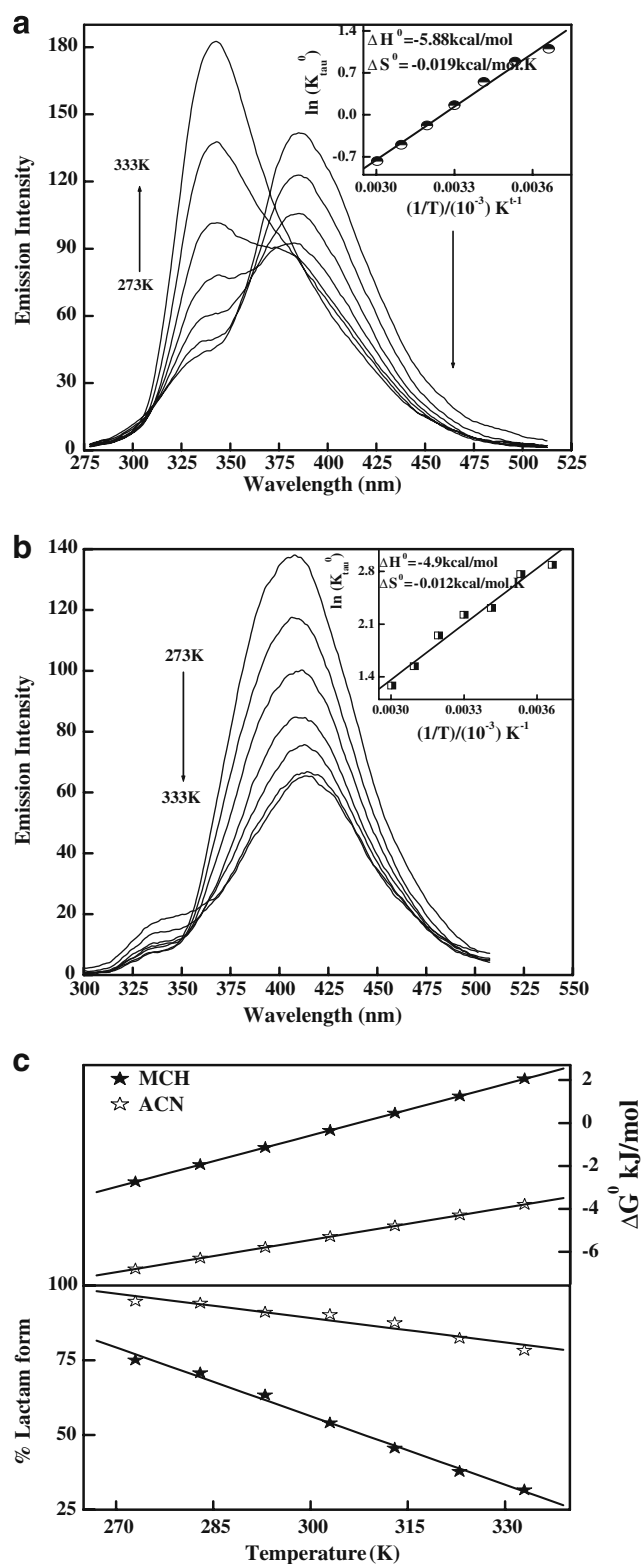 a
180
150
120
90
60
30
0
Emission Intensity
333K
273K
275 300 325 350 375 400 425 450 475 500 525
Wavelength (nm)
ΔH⁰=-5.88kcal/mol
ΔS⁰=-0.019kcal/mol.K
ln (K_tau⁰)
1.4
0.7
0.0
-0.7
0.0030 0.0033 0.0036
(1/T)/(10⁻³) K^t-1
b
140
120
100
80
60
40
20
0
Emission Intensity
273K
333K
300 325 350 375 400 425 450 475 500 525 550
Wavelength (nm)
ΔH⁰=-4.9kcal/mol
ΔS⁰=-0.012kcal/mol.K
ln (K_tau⁰)
2.8
2.1
1.4
0.0030 0.0033 0.0036
(1/T)/(10⁻³) K⁻¹
c
MCH
ACN
2
0
-2
-4
-6
ΔG⁰ kJ/mol
100
75
50
25
% Lactam form
270 285 300 315 330
Temperature (K)